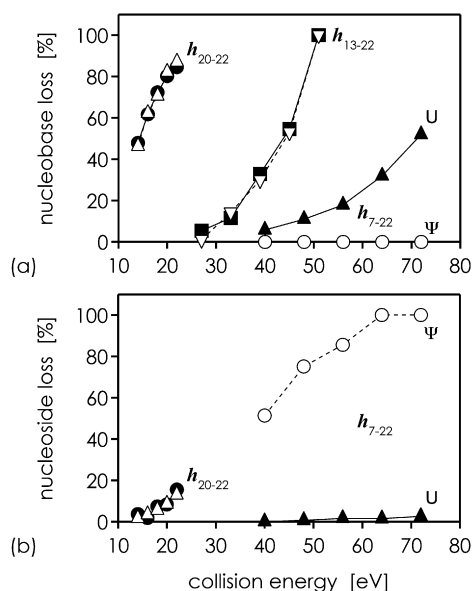 100
80
60
40
20
0
nucleobase loss [%]
h20-22
h13-22
U
h7-22
Ψ
(a)
10 20 30 40 50 60 70 80
100
80
60
40
20
0
nucleoside loss [%]
Ψ
h7-22
h20-22
U
(b)
10 20 30 40 50 60 70 80
collision energy [eV]